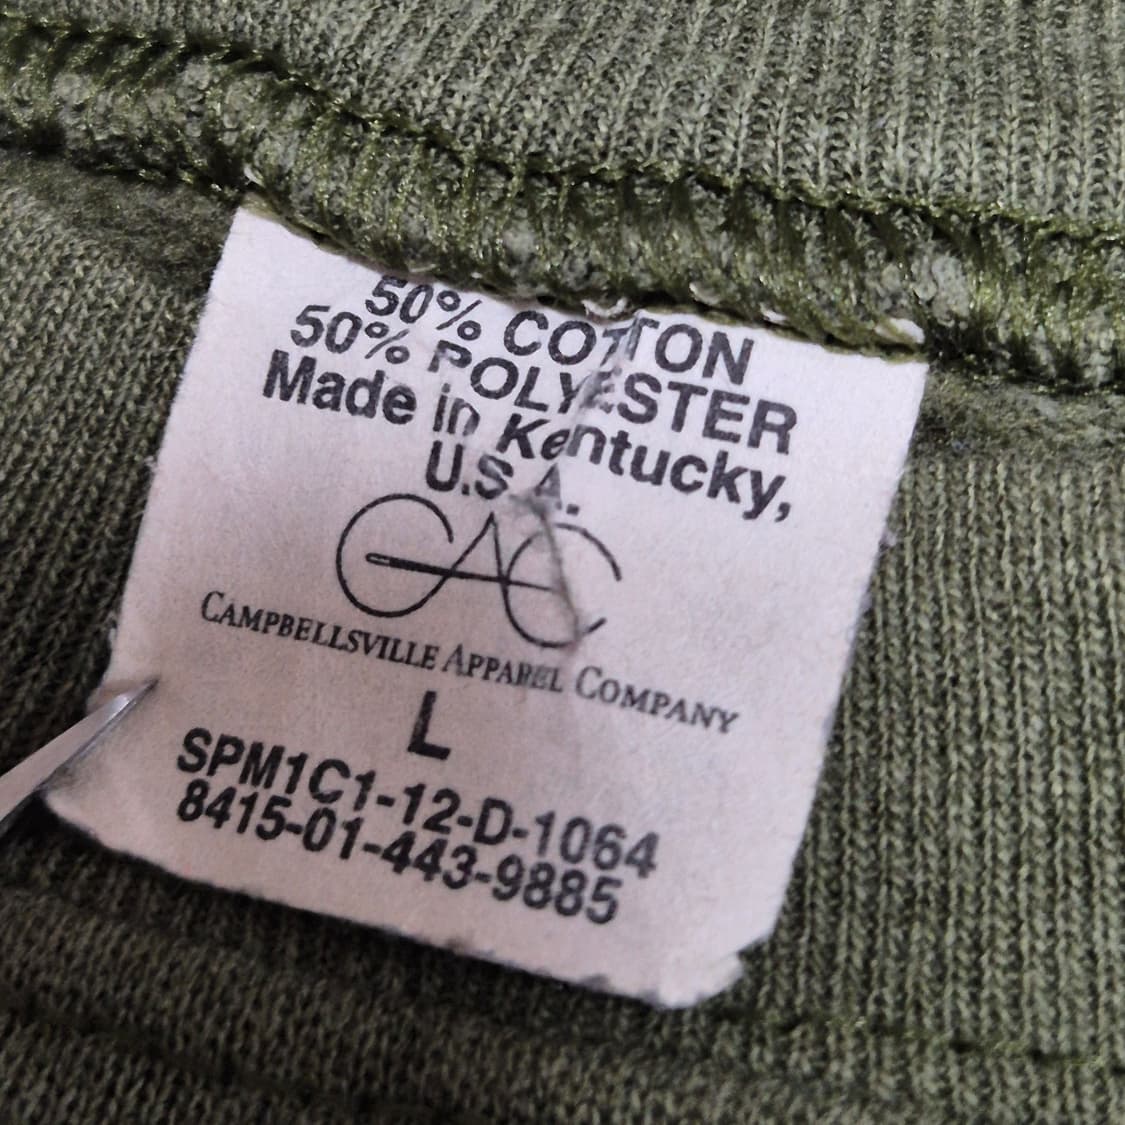 50% COTTON
50% POLYESTER
Made in Kentucky,
U.S.A.
CAC
CAMPBELLSVILLE APPAREL COMPANY
L
SPM1C1-12-D-1064
8415-01-443-9885